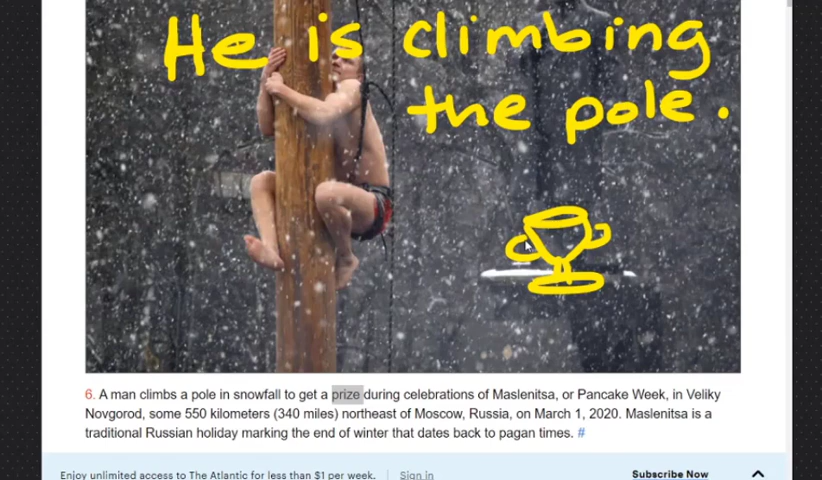 He is climbing
the pole.
6. A man climbs a pole in snowfall to get a prize during celebrations of Maslenitsa, or Pancake Week, in Veliky
Novgorod, some 550 kilometers (340 miles) northeast of Moscow, Russia, on March 1, 2020. Maslenitsa is a
traditional Russian holiday marking the end of winter that dates back to pagan times. #
Enjoy unlimited access to The Atlantic for less than $1 per week. Sign in Subscribe Now